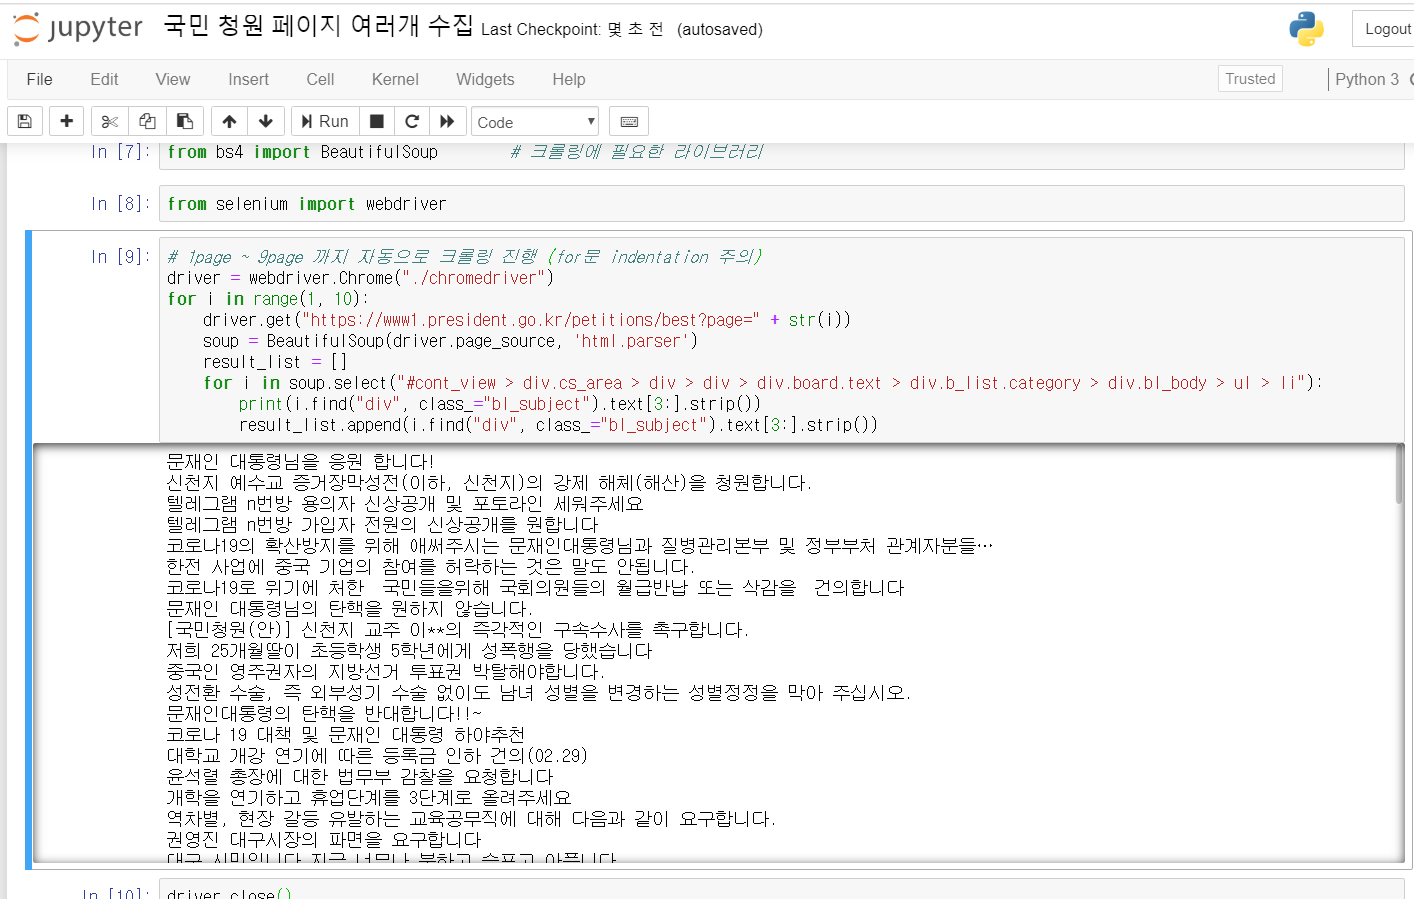 jupyter 국민 청원 페이지 여러개 수집 Last Checkpoint: 몇 초 전 (autosaved) Logout
File Edit View Insert Cell Kernel Widgets Help Trusted Python 3
Run Code
In [7]: from bs4 import BeautifulSoup # 크롤링에 필요한 라이브러리
In [8]: from selenium import webdriver
In [9]: # 1page ~ 9page 까지 자동으로 크롤링 진행 (for문 indentation 주의)
driver = webdriver.Chrome("./chromedriver")
for i in range(1, 10):
    driver.get("https://www1.president.go.kr/petitions/best?page=" + str(i))
    soup = BeautifulSoup(driver.page_source, 'html.parser')
    result_list = []
    for i in soup.select("#cont_view > div.cs_area > div > div > div.board.text > div.b_list.category > div.bl_body > ul > li"):
        print(i.find("div", class_="bl_subject").text[3:].strip())
        result_list.append(i.find("div", class_="bl_subject").text[3:].strip())
문재인 대통령님을 응원 합니다!
신천지 예수교 증거장막성전(이하, 신천지)의 강제 해체(해산)을 청원합니다.
텔레그램 n번방 용의자 신상공개 및 포토라인 세워주세요
텔레그램 n번방 가입자 전원의 신상공개를 원합니다
코로나19의 확산방지를 위해 애써주시는 문재인대통령님과 질병관리본부 및 정부부처 관계자분들…
한전 사업에 중국 기업의 참여를 허락하는 것은 말도 안됩니다.
코로나19로 위기에 처한  국민들을위해 국회의원들의 월급반납 또는 삭감을  건의합니다
문재인 대통령님의 탄핵을 원하지 않습니다.
[국민청원(안)] 신천지 교주 이**의 즉각적인 구속수사를 촉구합니다.
저희 25개월딸이 초등학생 5학년에게 성폭행을 당했습니다
중국인 영주권자의 지방선거 투표권 박탈해야합니다.
성전환 수술, 즉 외부성기 수술 없이도 남녀 성별을 변경하는 성별정정을 막아 주십시오.
문재인대통령의 탄핵을 반대합니다!!~
코로나 19 대책 및 문재인 대통령 하야추천
대학교 개강 연기에 따른 등록금 인하 건의(02.29)
윤석렬 총장에 대한 법무부 감찰을 요청합니다
개학을 연기하고 휴업단계를 3단계로 올려주세요
역차별, 현장 갈등 유발하는 교육공무직에 대해 다음과 같이 요구합니다.
권영진 대구시장의 파면을 요구합니다
대구 시민입니다 지금 너무나 분하고 슬프고 아픕니다
In [10]: driver.close()